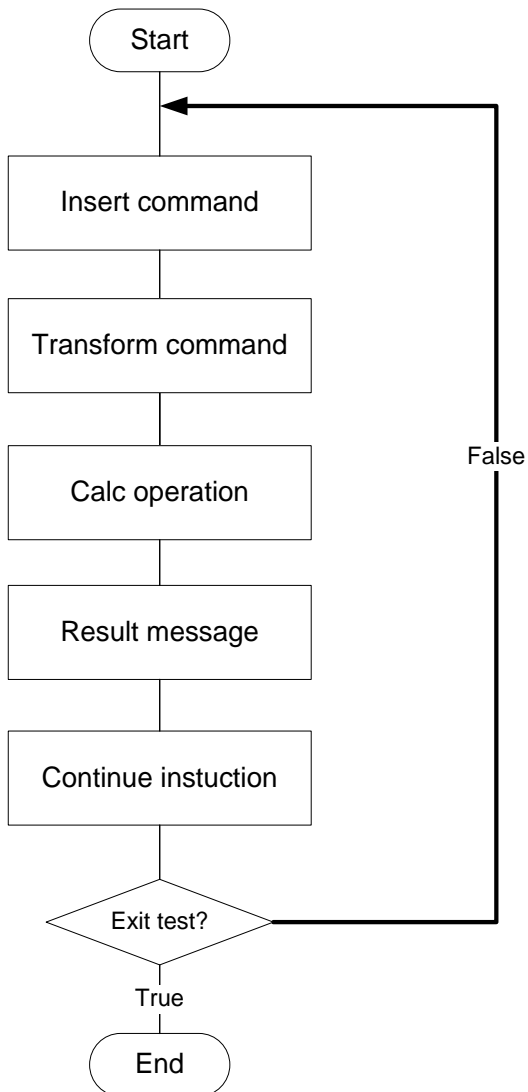 Start
Insert command
Transform command
Calc operation
False
Result message
Continue instuction
Exit test?
True
End